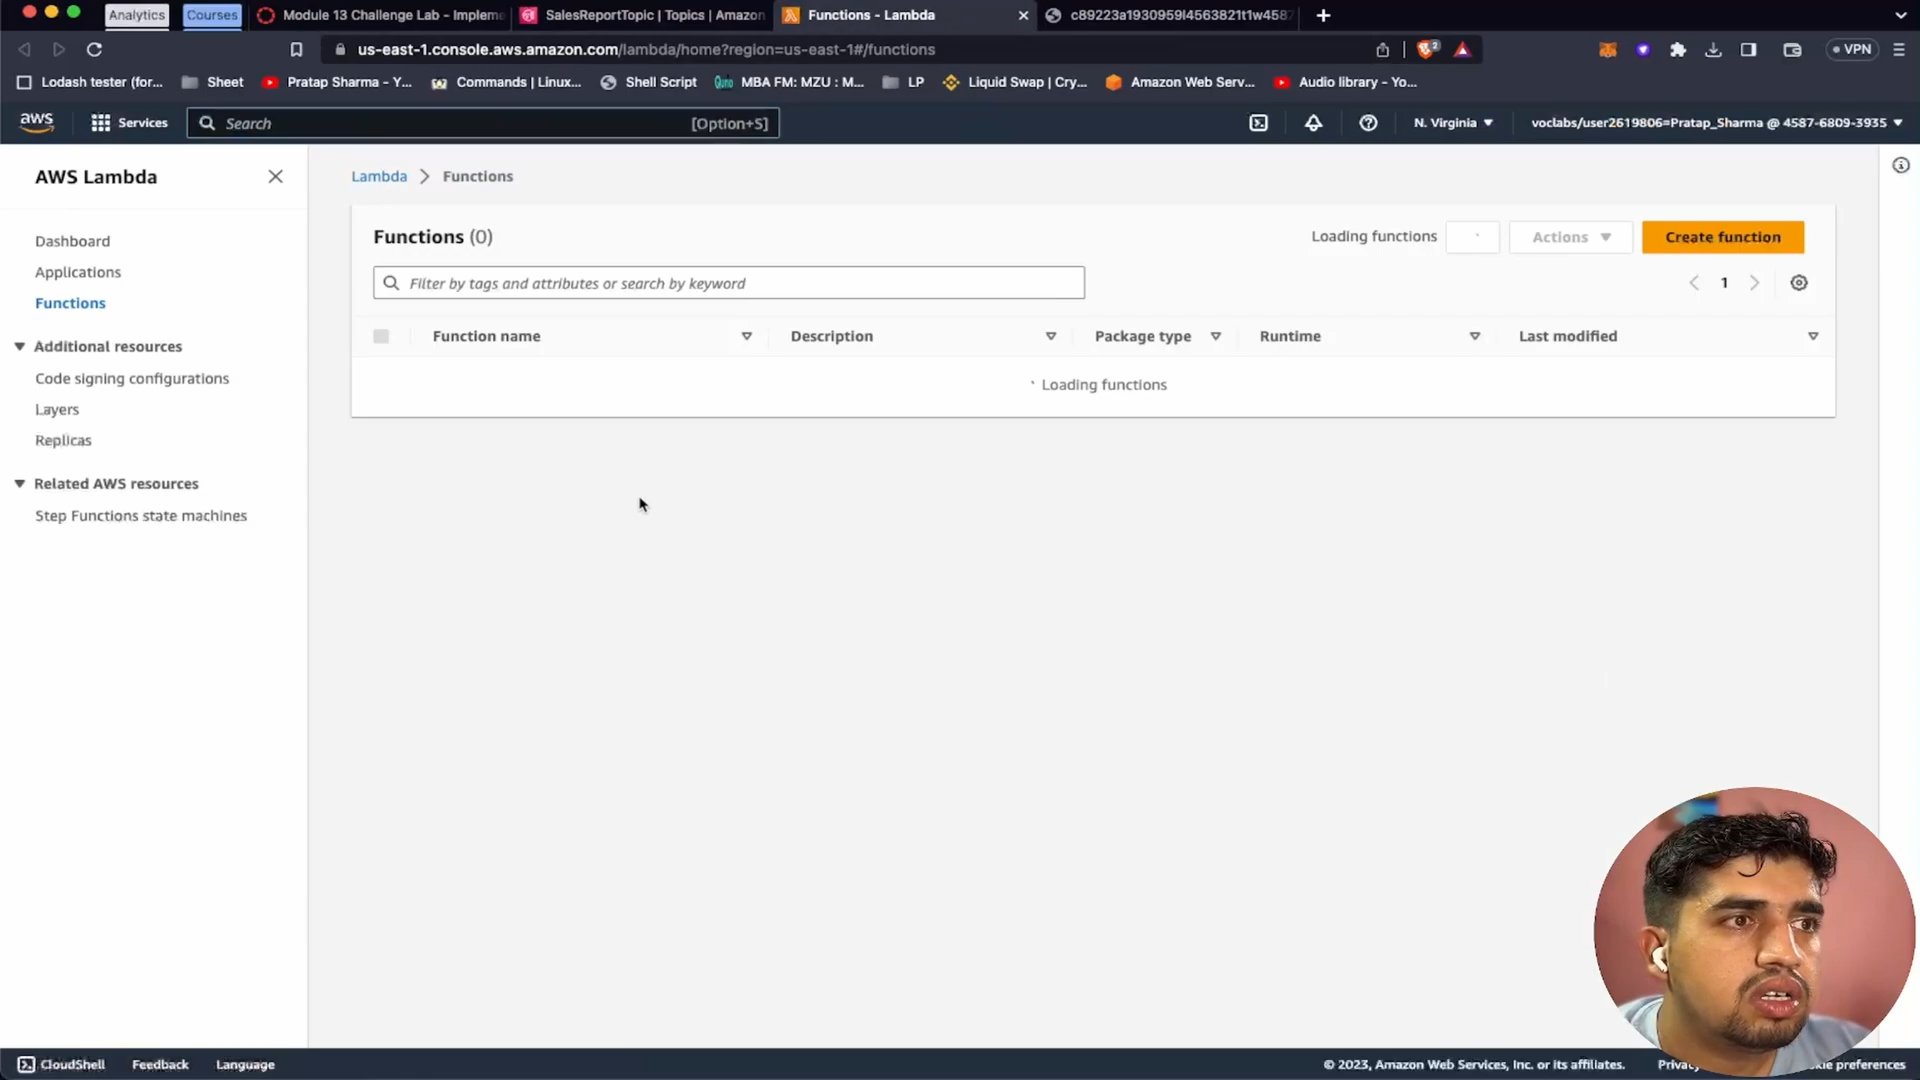 Analytics
Courses
Module 13 Challenge Lab - Impleme
SalesReportTopic | Topics | Amazon
Functions - Lambda
c89223a1930959l4563821t1w4587
us-east-1.console.aws.amazon.com/lambda/home?region=us-east-1#/functions
2
VPN
Lodash tester (for...
Sheet
Pratap Sharma - Y...
Commands | Linux...
Shell Script
MBA FM: MZU : M...
LP
Liquid Swap | Cry...
Amazon Web Serv...
Audio library - Yo...
aws
Services
Search
[Option+S]
N. Virginia
voclabs/user2619806=Pratap_Sharma @ 4587-6809-3935
AWS Lambda
Dashboard
Applications
Functions
Additional resources
Code signing configurations
Layers
Replicas
Related AWS resources
Step Functions state machines
Lambda
Functions
Functions (0)
Loading functions
Actions
Create function
Filter by tags and attributes or search by keyword
1
Function name
Description
Package type
Runtime
Last modified
Loading functions
CloudShell
Feedback
Language
© 2023, Amazon Web Services, Inc. or its affiliates.
Privacy
kie preferences